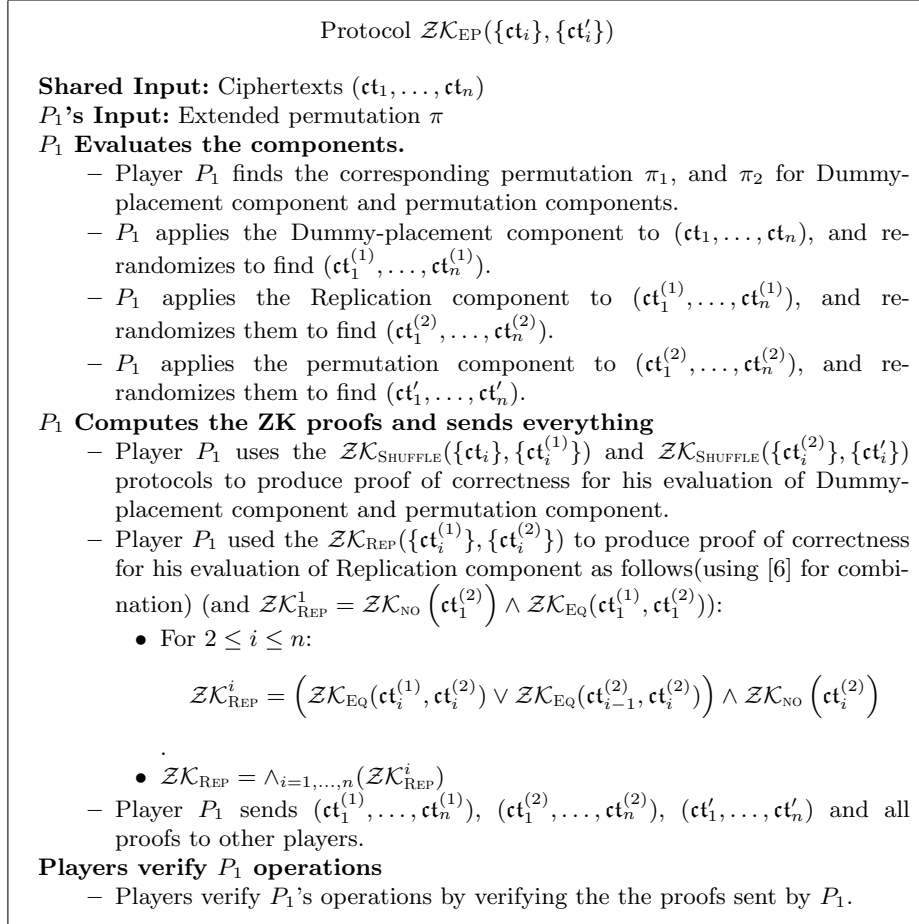 Protocol 𝒵𝒦_EP({𝔠𝔱_i}, {𝔠𝔱′_i})
Shared Input: Ciphertexts (𝔠𝔱_1, . . . , 𝔠𝔱_n)
P_1's Input: Extended permutation π
P_1 Evaluates the components.
– Player P_1 finds the corresponding permutation π_1, and π_2 for Dummy-
placement component and permutation components.
– P_1 applies the Dummy-placement component to (𝔠𝔱_1, . . . , 𝔠𝔱_n), and re-
randomizes to find (𝔠𝔱_1^(1), . . . , 𝔠𝔱_n^(1)).
– P_1 applies the Replication component to (𝔠𝔱_1^(1), . . . , 𝔠𝔱_n^(1)), and re-
randomizes them to find (𝔠𝔱_1^(2), . . . , 𝔠𝔱_n^(2)).
– P_1 applies the permutation component to (𝔠𝔱_1^(2), . . . , 𝔠𝔱_n^(2)), and re-
randomizes them to find (𝔠𝔱′_1, . . . , 𝔠𝔱′_n).
P_1 Computes the ZK proofs and sends everything
– Player P_1 uses the 𝒵𝒦_SHUFFLE({𝔠𝔱_i}, {𝔠𝔱_i^(1)}) and 𝒵𝒦_SHUFFLE({𝔠𝔱_i^(2)}, {𝔠𝔱′_i})
protocols to produce proof of correctness for his evaluation of Dummy-
placement component and permutation component.
– Player P_1 used the 𝒵𝒦_REP({𝔠𝔱_i^(1)}, {𝔠𝔱_i^(2)}) to produce proof of correctness
for his evaluation of Replication component as follows(using [6] for combi-
nation) (and 𝒵𝒦_REP^1 = 𝒵𝒦_NO (𝔠𝔱_1^(2)) ∧ 𝒵𝒦_EQ(𝔠𝔱_1^(1), 𝔠𝔱_1^(2))):
• For 2 ≤ i ≤ n:
𝒵𝒦_REP^i = (𝒵𝒦_EQ(𝔠𝔱_i^(1), 𝔠𝔱_i^(2)) ∨ 𝒵𝒦_EQ(𝔠𝔱_{i−1}^(2), 𝔠𝔱_i^(2))) ∧ 𝒵𝒦_NO (𝔠𝔱_i^(2))
.
• 𝒵𝒦_REP = ∧_{i=1,...,n}(𝒵𝒦_REP^i)
– Player P_1 sends (𝔠𝔱_1^(1), . . . , 𝔠𝔱_n^(1)), (𝔠𝔱_1^(2), . . . , 𝔠𝔱_n^(2)), (𝔠𝔱′_1, . . . , 𝔠𝔱′_n) and all
proofs to other players.
Players verify P_1 operations
– Players verify P_1's operations by verifying the the proofs sent by P_1.